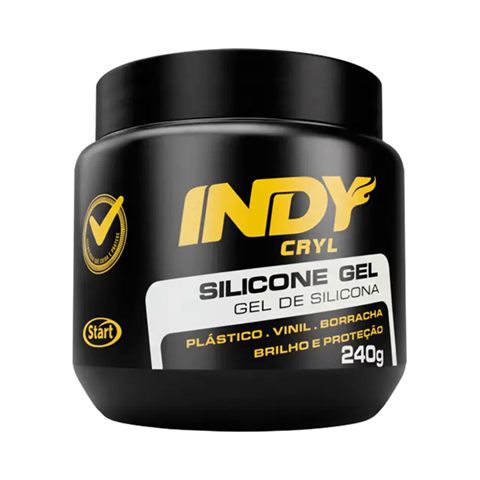 INDY
CRYL
SILICONE GEL
GEL DE SILICONA
PLÁSTICO . VINIL . BORRACHA
BRILHO E PROTEÇÃO
240g
Start